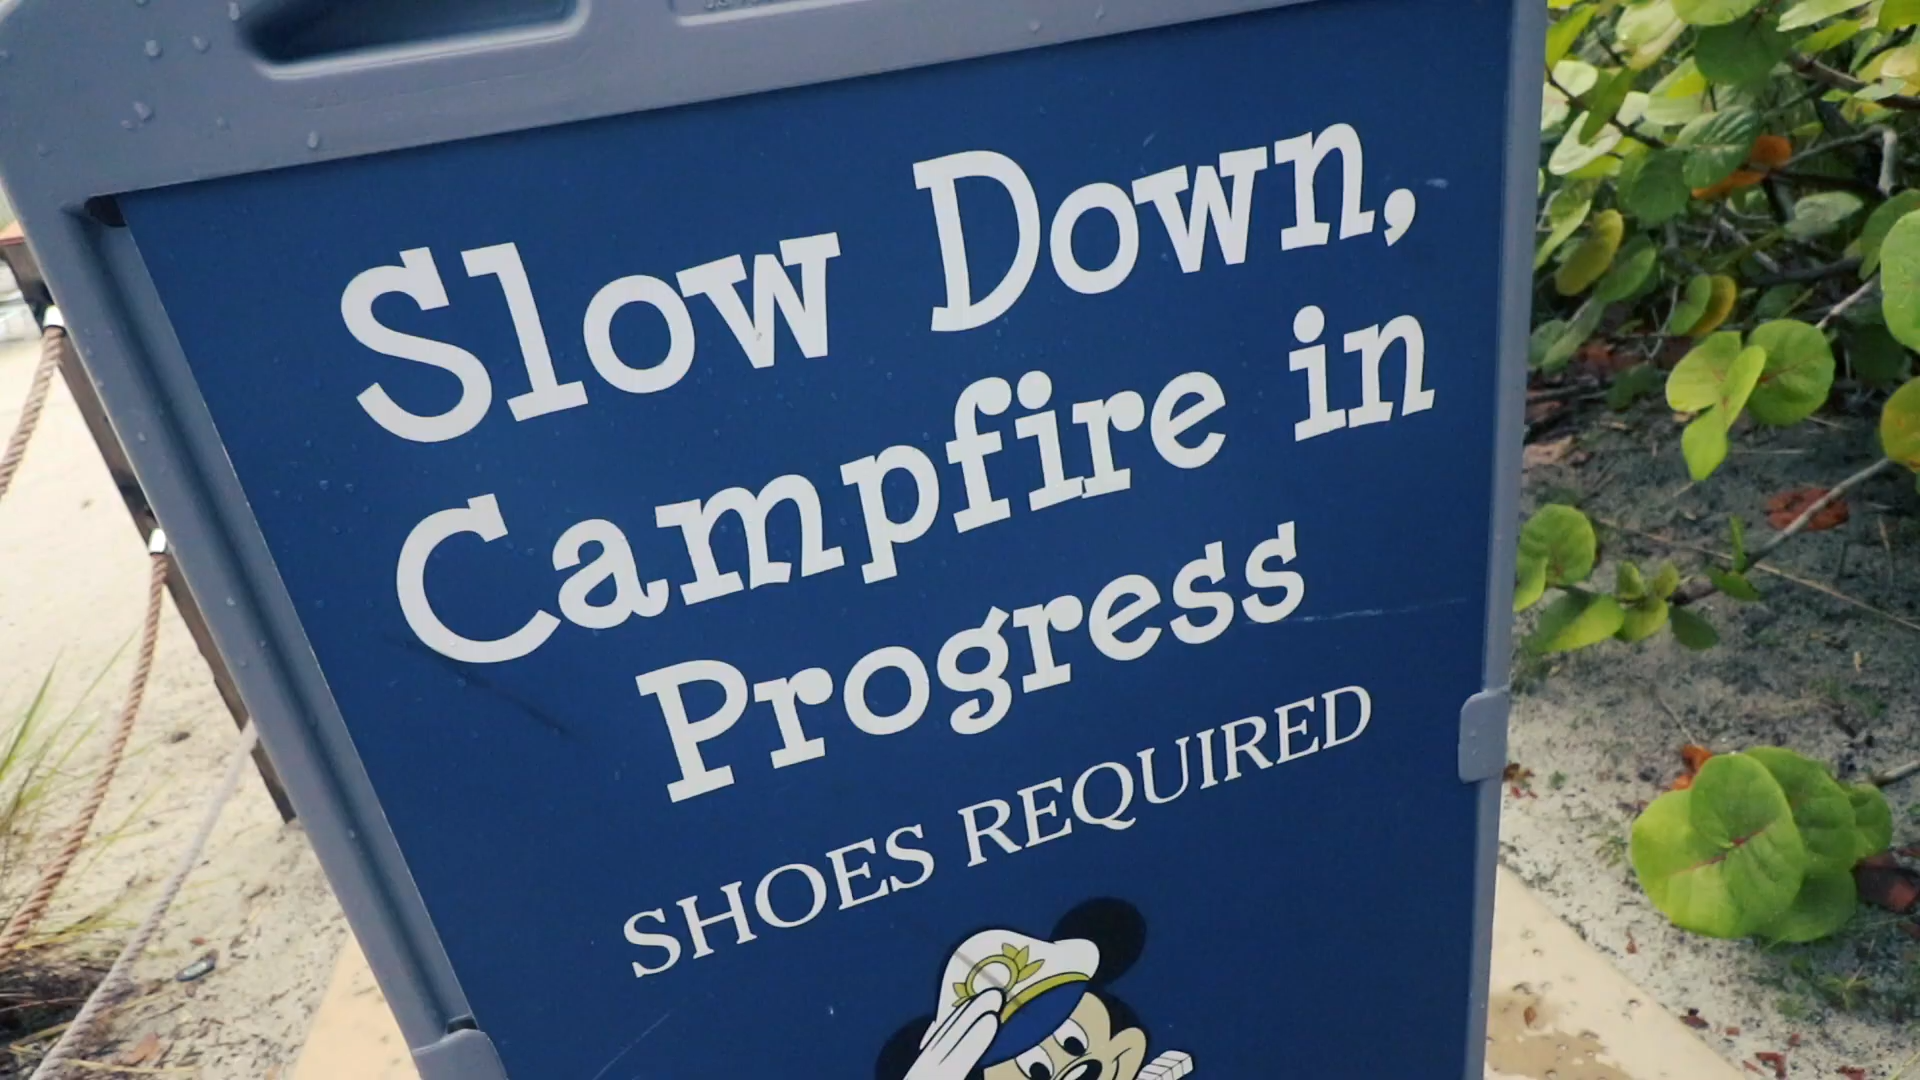 Slow Down,
Campfire in
Progress
SHOES REQUIRED